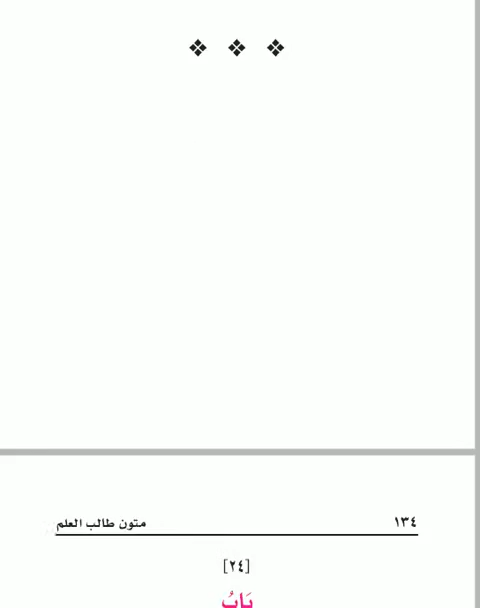 ❖ ❖ ❖
١٣٤ متون طالب العلم
[٢٤]
بَابُ